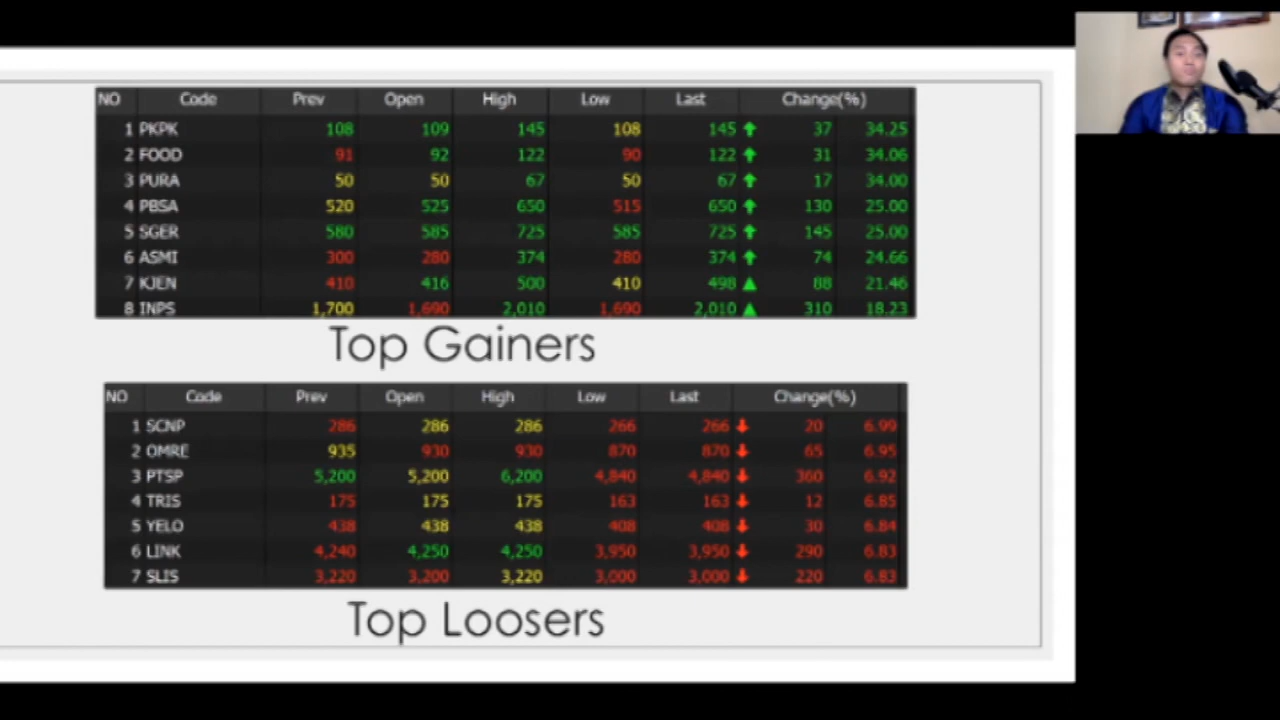 NO Code Prev Open High Low Last Change(%)
1 PKPK 108 109 145 108 145 37 34.25
2 FOOD 91 92 122 90 122 31 34.06
3 PURA 50 50 67 50 67 17 34.00
4 PBSA 520 525 650 515 650 130 25.00
5 SGER 580 585 725 585 725 145 25.00
6 ASMI 300 280 374 280 374 74 24.66
7 KJEN 410 416 500 410 498 88 21.46
8 INPS 1,700 1,690 2,010 1,690 2,010 310 18.23
Top Gainers
NO Code Prev Open High Low Last Change(%)
1 SCNP 286 286 286 266 266 20 6.99
2 OMRE 935 930 930 870 870 65 6.95
3 PTSP 5,200 5,200 6,200 4,840 4,840 360 6.92
4 TRIS 175 175 175 163 163 12 6.85
5 YELO 438 438 438 408 408 30 6.84
6 LINK 4,240 4,250 4,250 3,950 3,950 290 6.83
7 SLIS 3,220 3,200 3,220 3,000 3,000 220 6.83
Top Loosers